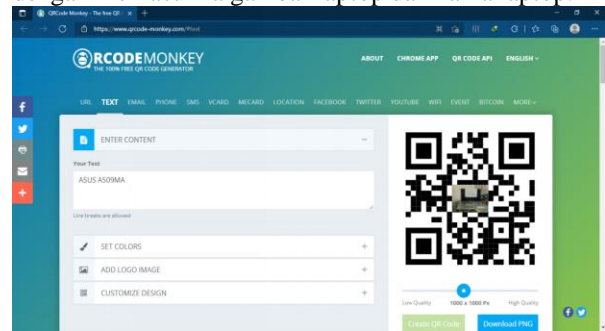 QRCode Monkey - The free QR
https://www.qrcode-monkey.com/#text
QRCODEMONKEY
THE 100% FREE QR CODE GENERATOR
ABOUT CHROME APP QR CODE API ENGLISH
URL TEXT EMAIL PHONE SMS VCARD MECARD LOCATION FACEBOOK TWITTER YOUTUBE WIFI EVENT BITCOIN MORE
ENTER CONTENT
Your Text
ASUS A509MA
Line breaks are allowed
SET COLORS
ADD LOGO IMAGE
CUSTOMIZE DESIGN
Low Quality 1000 x 1000 Px High Quality
Create QR Code Download PNG